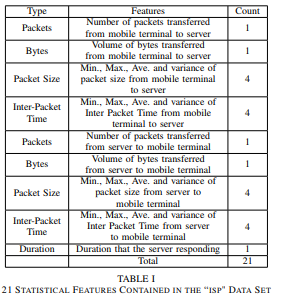 Type Features Count
Packets Number of packets transferred from mobile terminal to server 1
Bytes Volume of bytes transferred from mobile terminal to server 1
Packet Size Min., Max., Ave. and variance of packet size from mobile terminal to server 4
Inter-Packet Time Min., Max., Ave. and variance of Inter Packet Time from mobile terminal to server 4
Packets Number of packets transferred from server to mobile terminal 1
Bytes Volume of bytes transferred from server to mobile terminal 1
Packet Size Min., Max., Ave. and variance of packet size from server to mobile terminal 4
Inter-Packet Time Min., Max., Ave. and variance of Inter Packet Time from server to mobile terminal 4
Duration Duration that the server responding 1
Total 21
TABLE I
21 STATISTICAL FEATURES CONTAINED IN THE "ISP" DATA SET